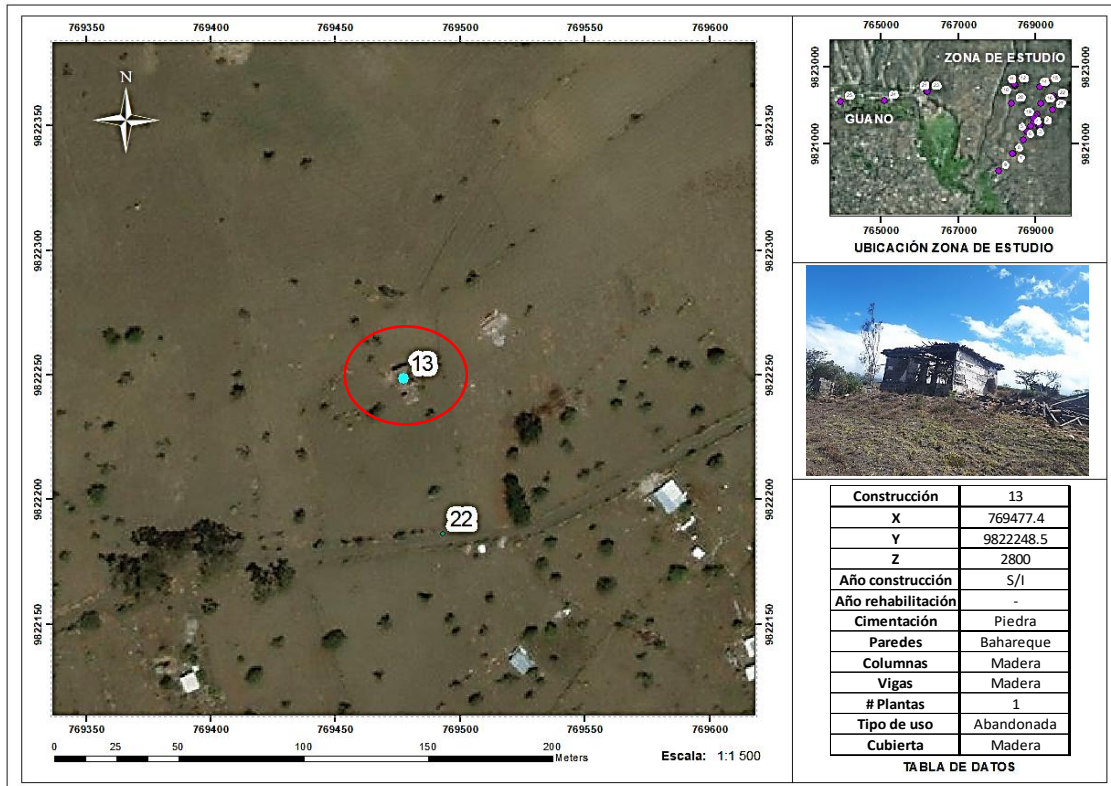 769350 769400 769450 769500 769550 769600
9822350
9822300
9822250
9822200
9822150
N
13
22
769350 769400 769450 769500 769550 769600
9822350
9822300
9822250
9822200
9822150
0 25 50 100 150 200
Meters
Escala: 1:1 500
765000 767000 769000
9823000
9821000
ZONA DE ESTUDIO
GUANO
9823000
9821000
765000 767000 769000
UBICACIÓN ZONA DE ESTUDIO
Construcción 13
X 769477.4
Y 9822248.5
Z 2800
Año construcción S/I
Año rehabilitación -
Cimentación Piedra
Paredes Bahareque
Columnas Madera
Vigas Madera
# Plantas 1
Tipo de uso Abandonada
Cubierta Madera
TABLA DE DATOS